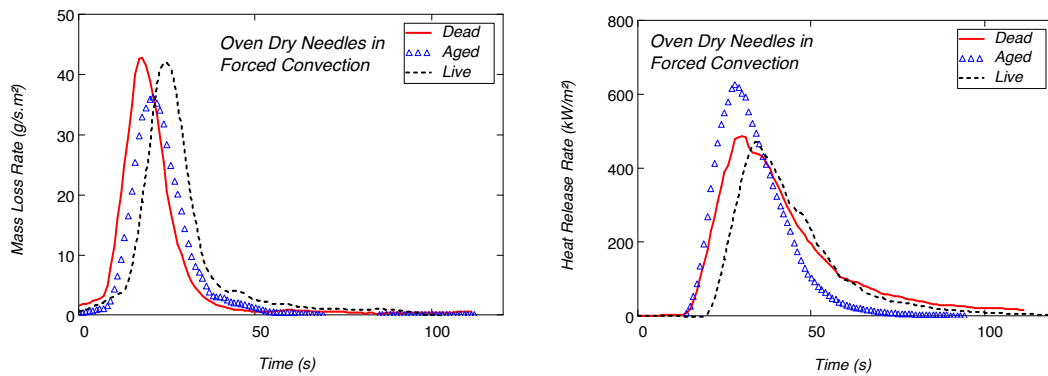 50
40
30
20
10
0
0
50
100
Mass Loss Rate (g/s.m²)
Time (s)
Oven Dry Needles in
Forced Convection
Dead
Aged
Live
800
600
400
200
0
0
50
100
Heat Release Rate (kW/m²)
Time (s)
Oven Dry Needles in
Forced Convection
Dead
Aged
Live